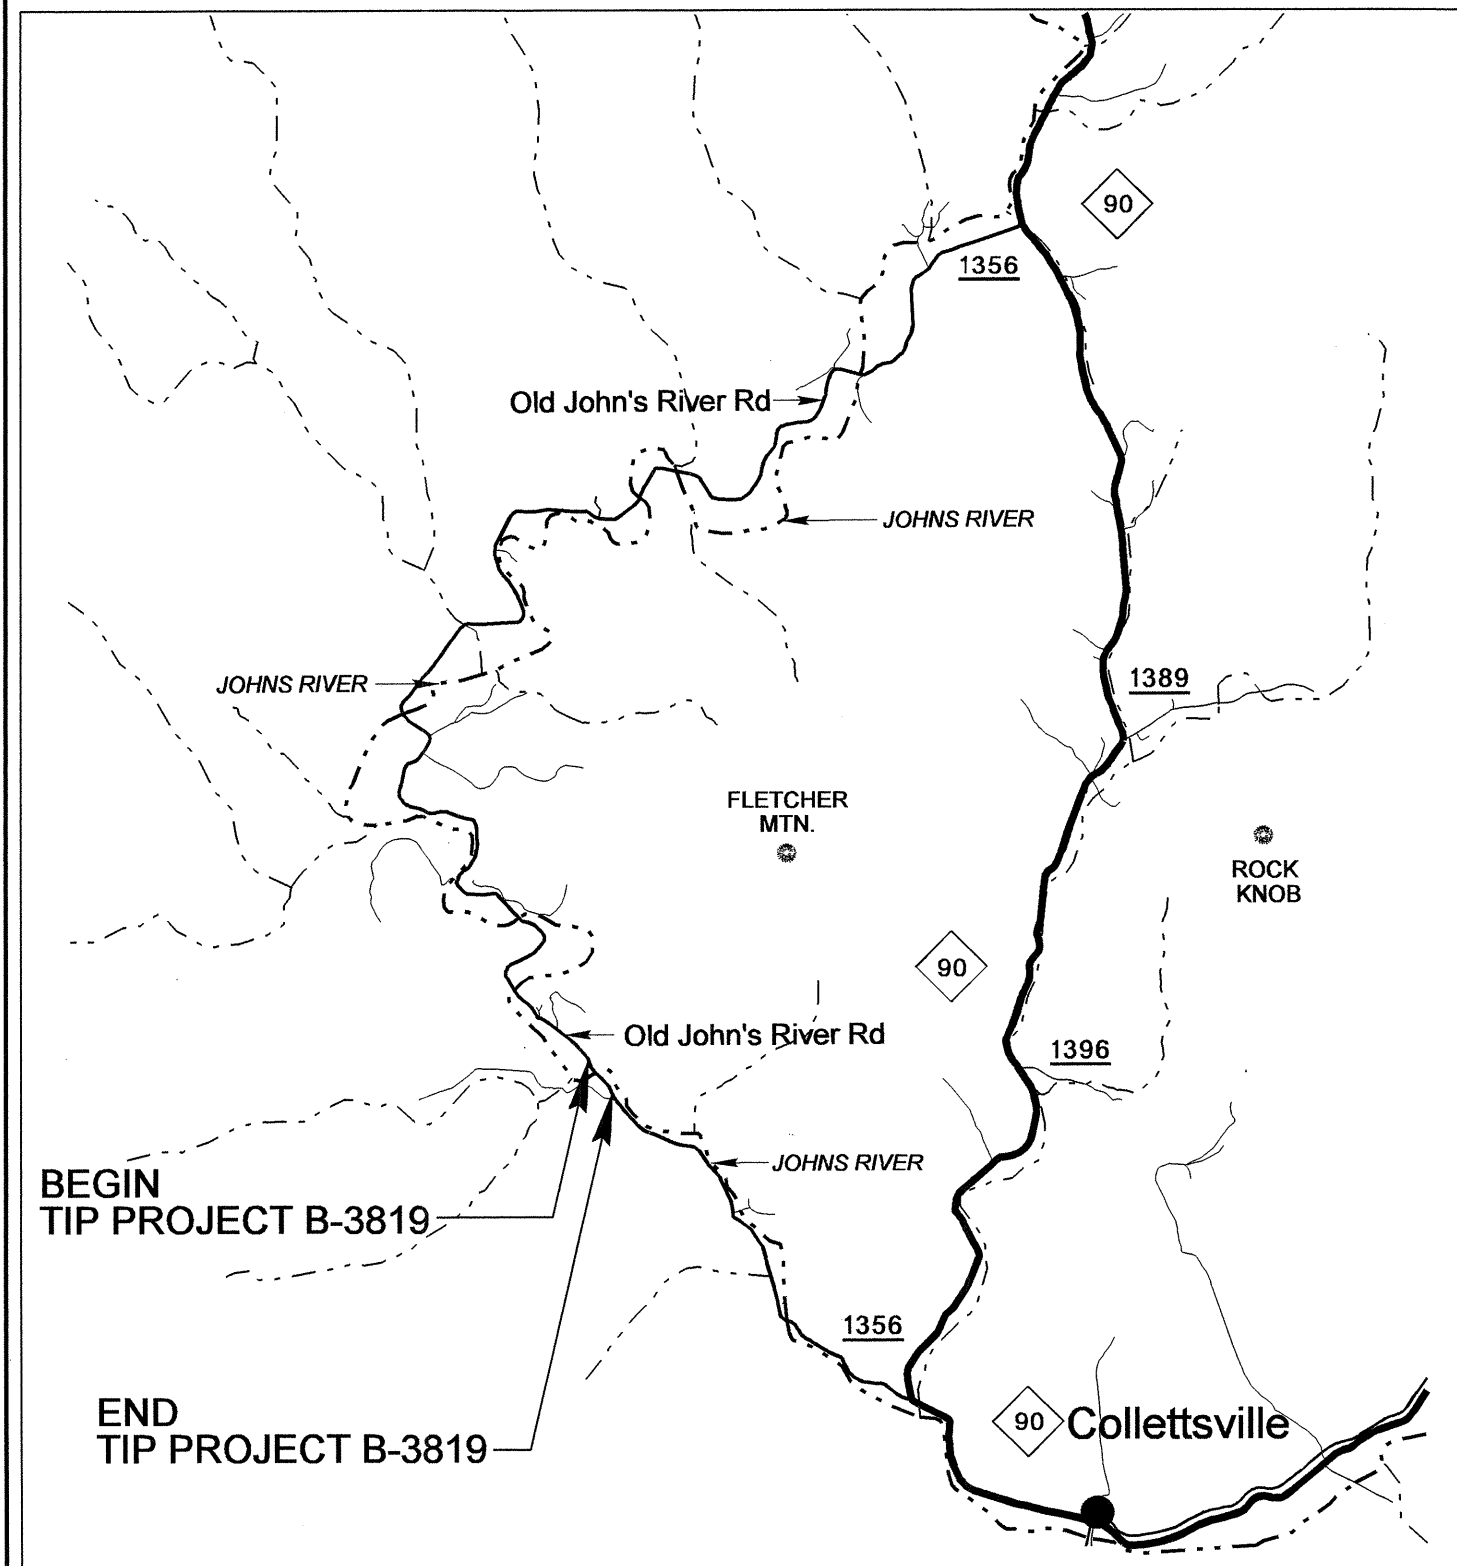 90
1356
Old John's River Rd
JOHNS RIVER
JOHNS RIVER
1389
FLETCHER
MTN.
ROCK
KNOB
90
Old John's River Rd
1396
JOHNS RIVER
BEGIN
TIP PROJECT B-3819
1356
END
TIP PROJECT B-3819
90
Collettsville